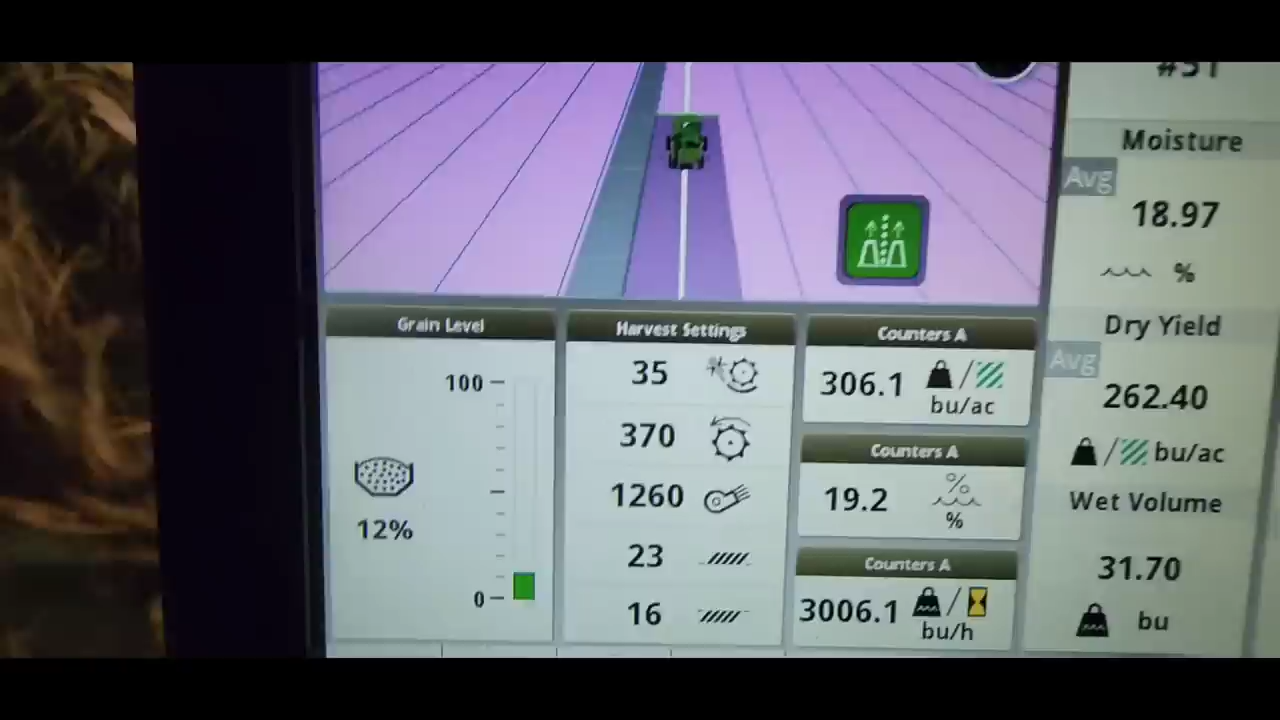 #51
Moisture
Avg
18.97
%
Dry Yield
Avg
262.40
/ bu/ac
Wet Volume
31.70
bu
Grain Level
100
12%
0
Harvest Settings
35
370
1260
23
16
Counters A
306.1 /
bu/ac
Counters A
19.2 %
%
Counters A
3006.1 /
bu/h